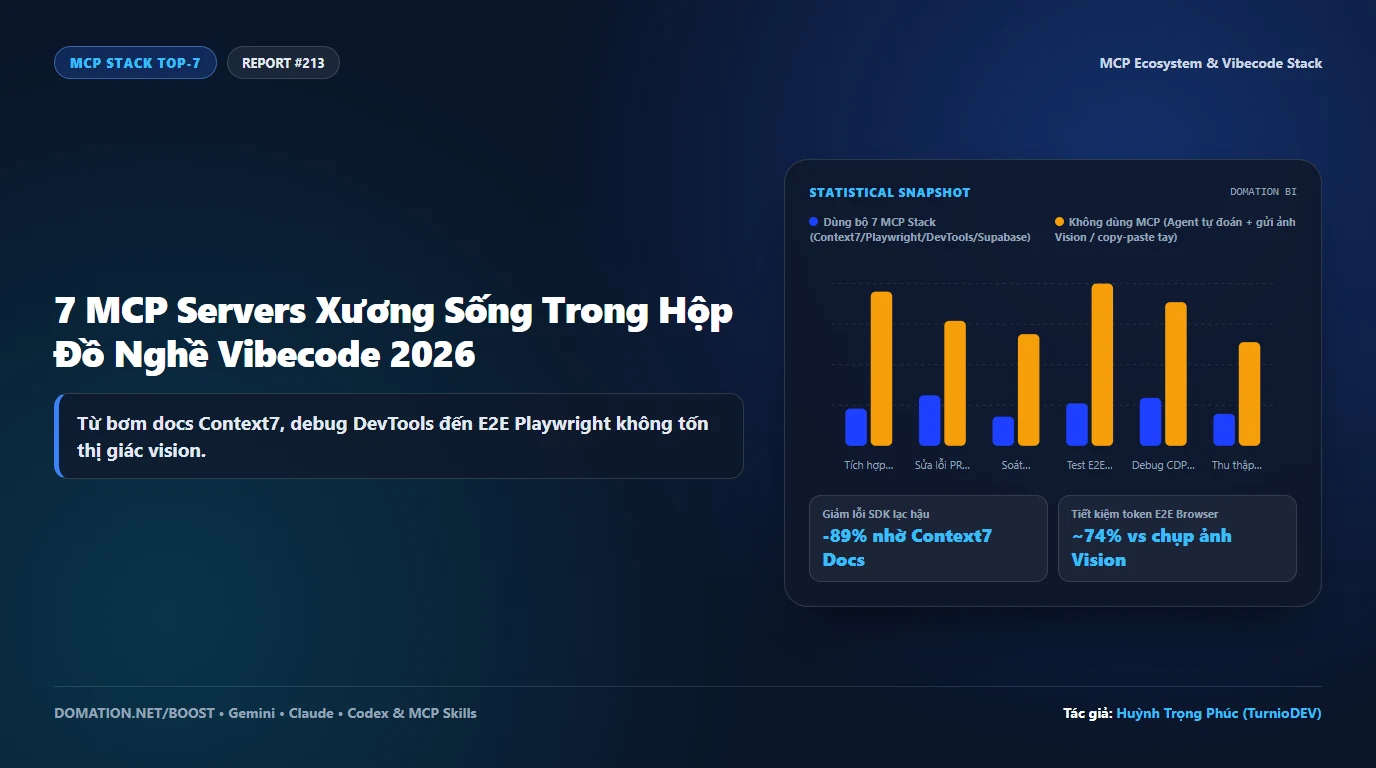 MCP STACK TOP-7
REPORT #213
MCP Ecosystem & Vibecode Stack
7 MCP Servers Xương Sống Trong Hộp
Đồ Nghề Vibecode 2026
Từ bơm docs Context7, debug DevTools đến E2E Playwright không tốn
thị giác vision.
STATISTICAL SNAPSHOT
DOMATION BI
Dùng bộ 7 MCP Stack
(Context7/Playwright/DevTools/Supabase)
Không dùng MCP (Agent tự đoán + gửi ảnh
Vision / copy-paste tay)
Tích hợp...
Sửa lỗi PR...
Soát...
Test E2E...
Debug CDP...
Thu thập...
Giảm lỗi SDK lạc hậu
-89% nhờ Context7
Docs
Tiết kiệm token E2E Browser
~74% vs chụp ảnh
Vision
DOMATION.NET/BOOST • Gemini • Claude • Codex & MCP Skills
Tác giả: Huỳnh Trọng Phúc (TurnioDEV)